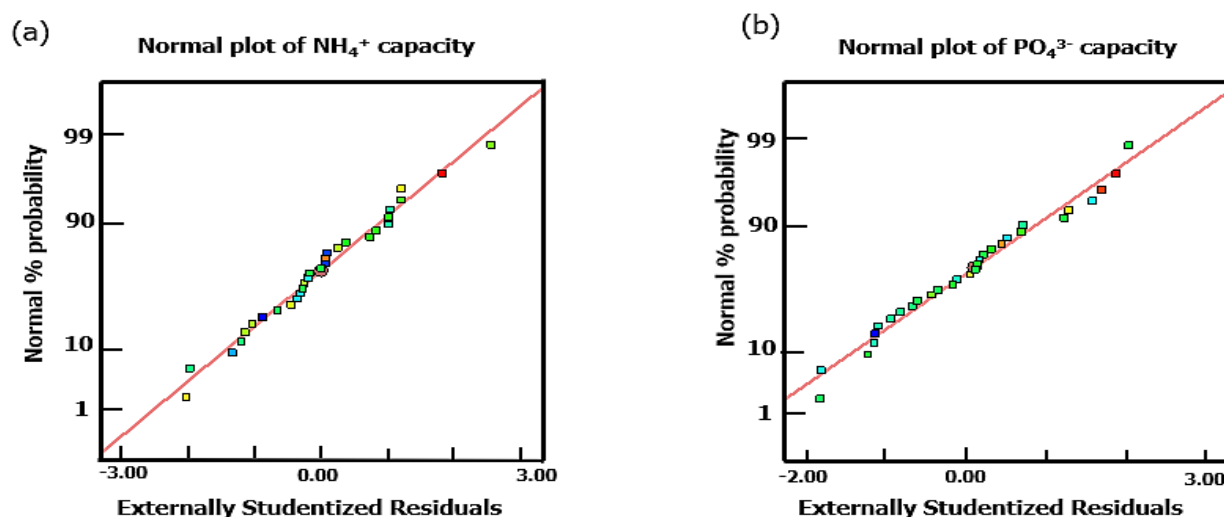 (a)
Normal plot of NH₄⁺ capacity
Normal % probability
99
90
10
1
-3.00
0.00
3.00
Externally Studentized Residuals
(b)
Normal plot of PO₄³⁻ capacity
Normal % probability
99
90
10
1
-2.00
0.00
3.00
Externally Studentized Residuals